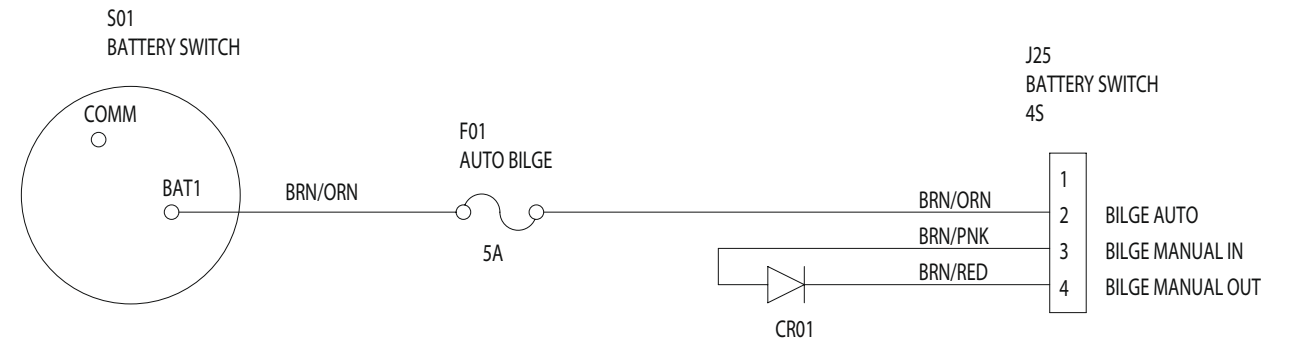 S01
BATTERY SWITCH
COMM
BAT1
BRN/ORN
F01
AUTO BILGE
5A
J25
BATTERY SWITCH
4S
1
BRN/ORN
2 BILGE AUTO
BRN/PNK
3 BILGE MANUAL IN
BRN/RED
4 BILGE MANUAL OUT
CR01